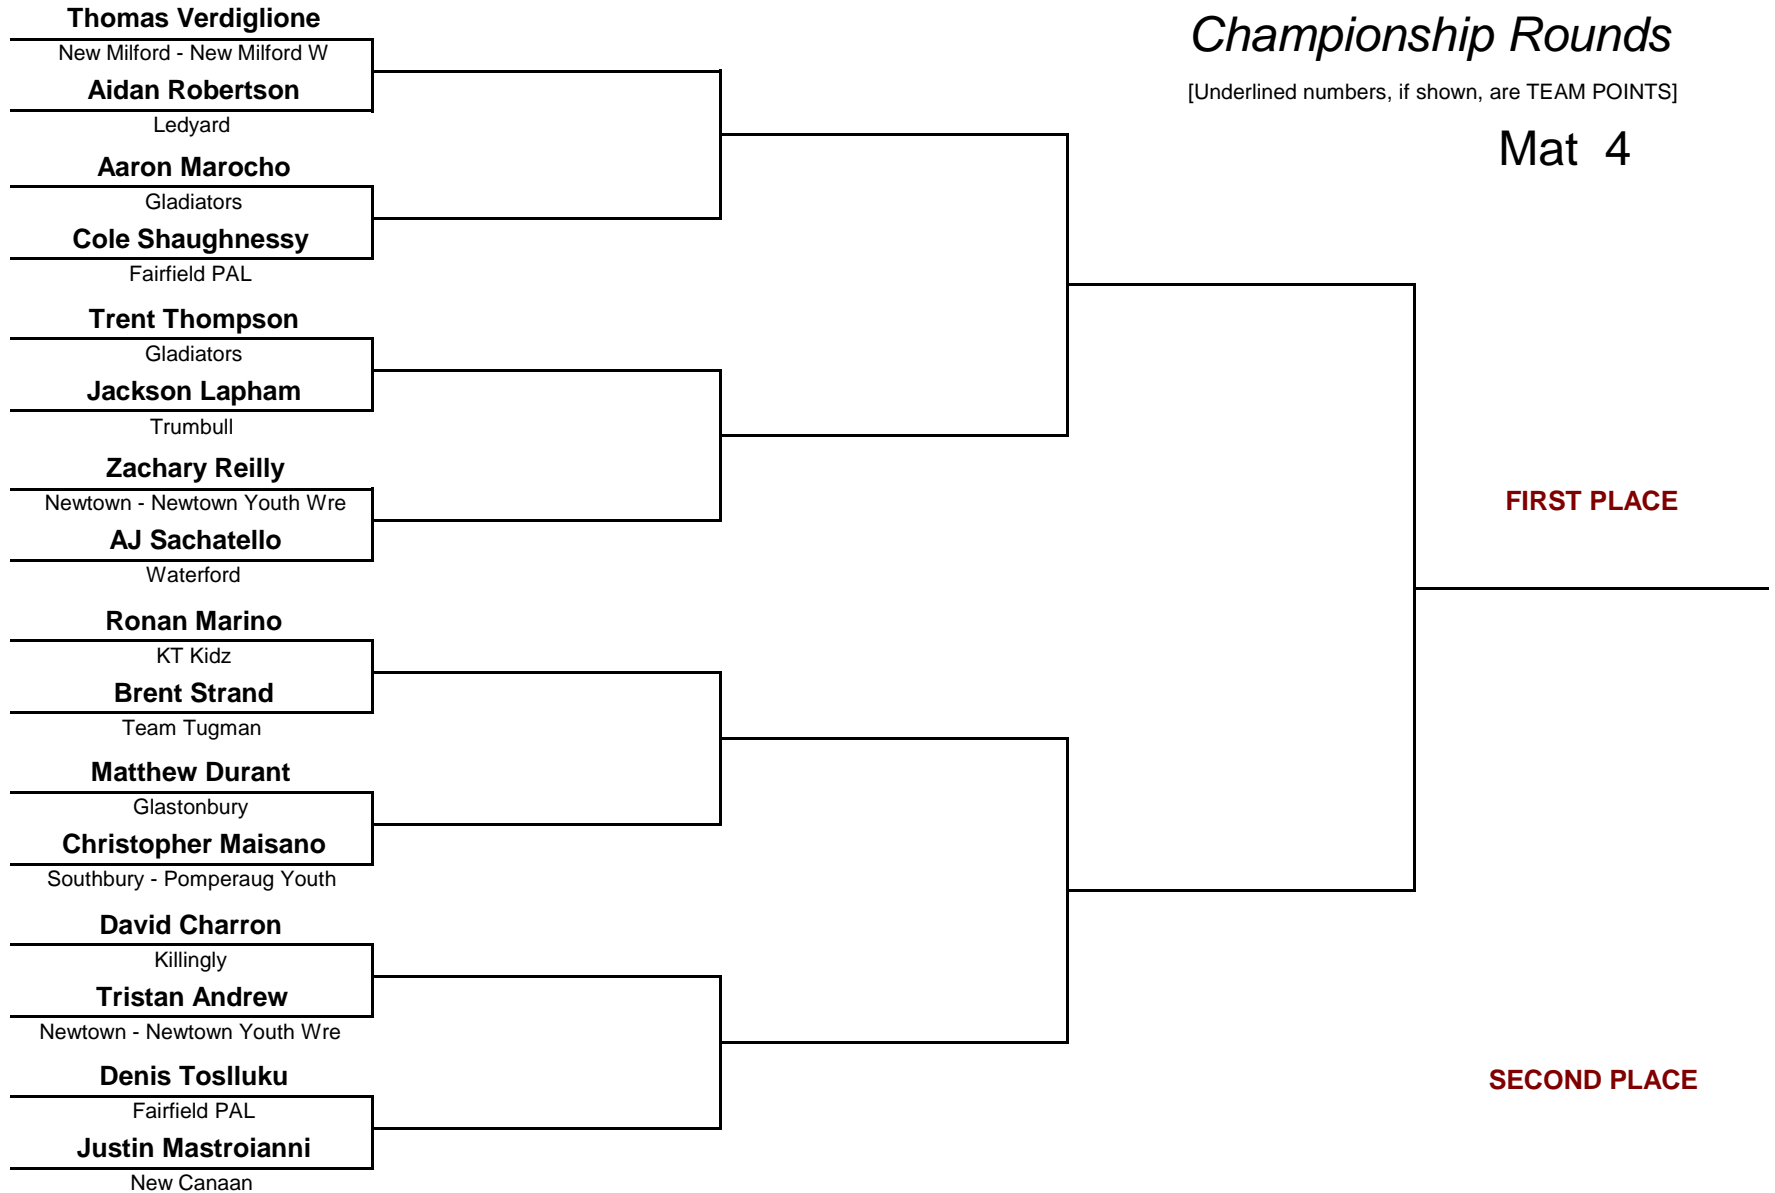 Thomas Verdiglione
New Milford - New Milford W
Aidan Robertson
Ledyard
Aaron Marocho
Gladiators
Cole Shaughnessy
Fairfield PAL
Trent Thompson
Gladiators
Jackson Lapham
Trumbull
Zachary Reilly
Newtown - Newtown Youth Wre
AJ Sachatello
Waterford
Ronan Marino
KT Kidz
Brent Strand
Team Tugman
Matthew Durant
Glastonbury
Christopher Maisano
Southbury - Pomperaug Youth
David Charron
Killingly
Tristan Andrew
Newtown - Newtown Youth Wre
Denis Toslluku
Fairfield PAL
Justin Mastroianni
New Canaan
Championship Rounds
[Underlined numbers, if shown, are TEAM POINTS]
Mat 4
FIRST PLACE
SECOND PLACE